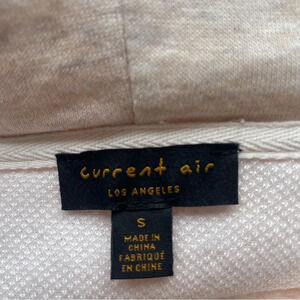 current air
LOS ANGELES
S
MADE IN
CHINA
FABRIQUÉ
EN CHINE